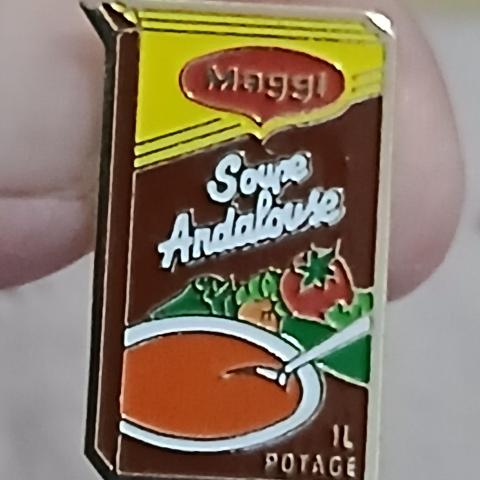 Maggi
Soupe
Andalouse
1L
POTAGE